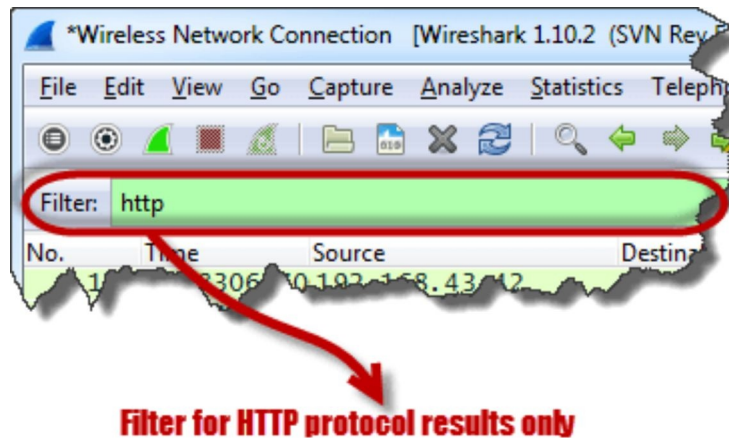 *Wireless Network Connection [Wireshark 1.10.2 (SVN Rev
File Edit View Go Capture Analyze Statistics Teleph
Filter: http
No. Time Source Destina
Filter for HTTP protocol results only